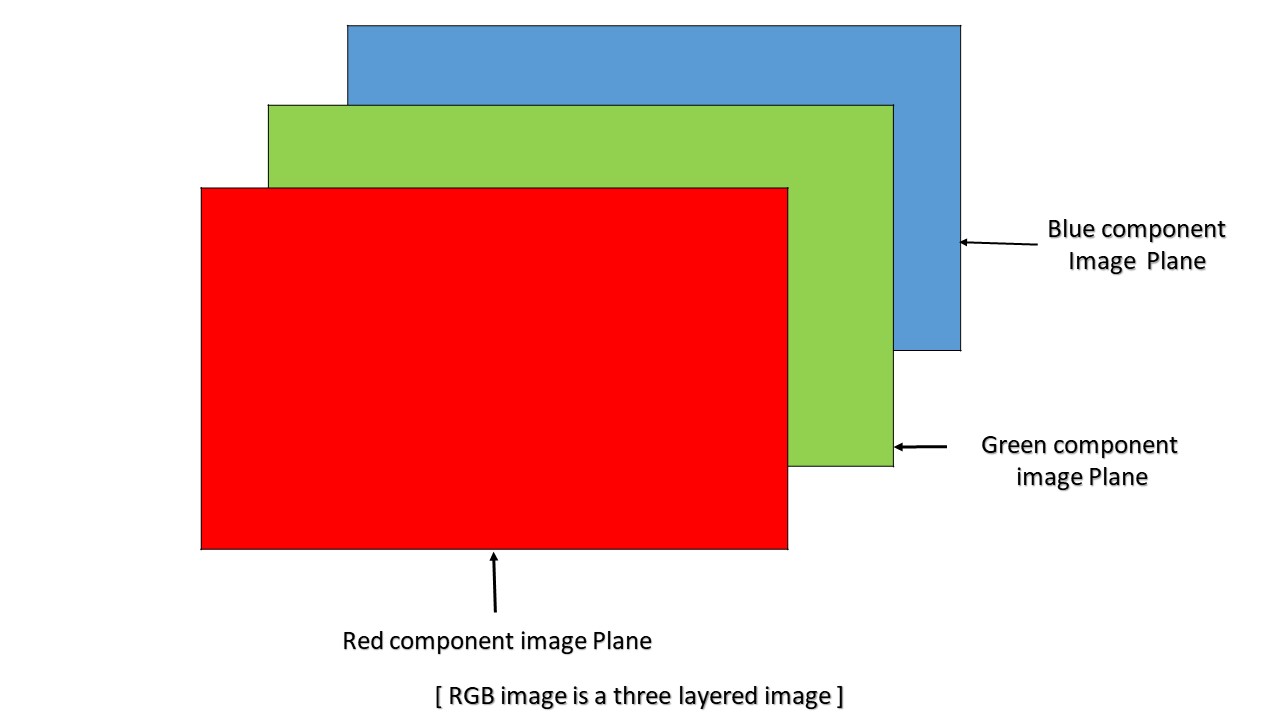 Blue component
Image  Plane
Green component
image Plane
Red component image Plane
[ RGB image is a three layered image ]